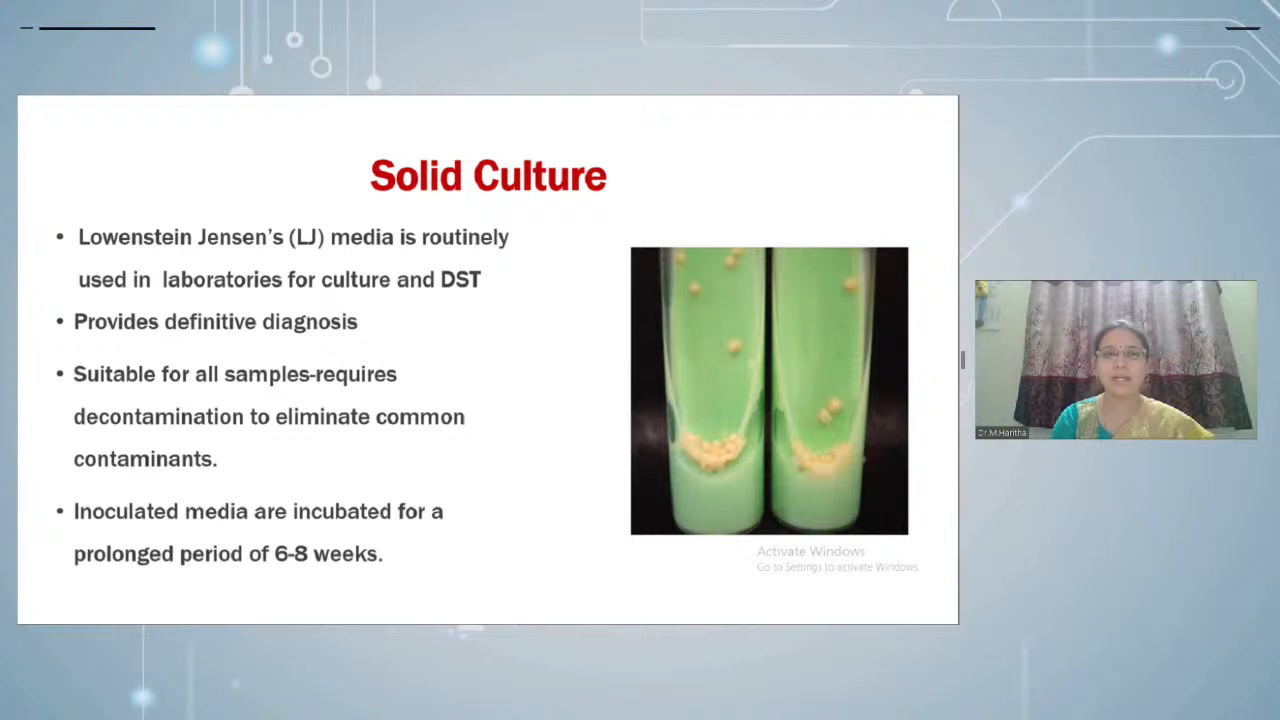 Solid Culture
• Lowenstein Jensen's (LJ) media is routinely
used in laboratories for culture and DST
• Provides definitive diagnosis
• Suitable for all samples-requires
decontamination to eliminate common
contaminants.
• Inoculated media are incubated for a
prolonged period of 6-8 weeks.
Activate Windows
Go to Settings to activate Windows.
Dr.M.Haritha